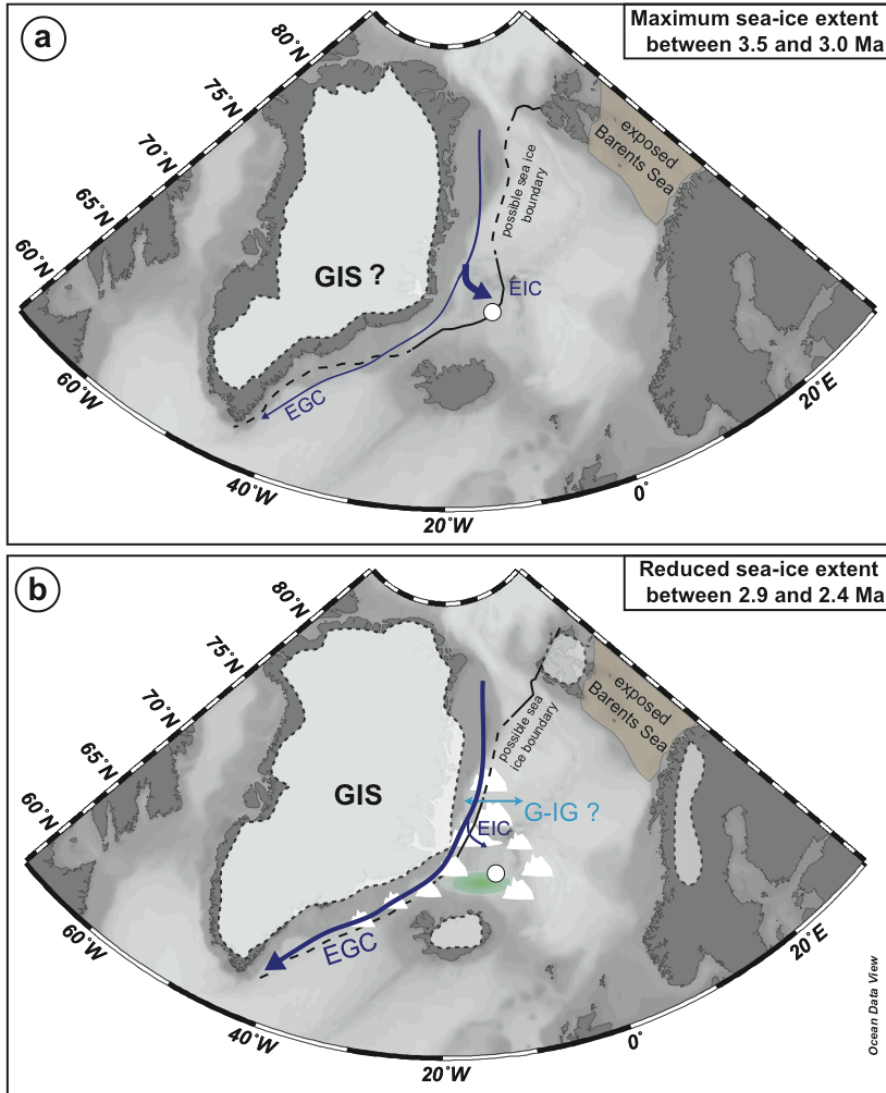 a
Maximum sea-ice extent
between 3.5 and 3.0 Ma
80°N
75°N
70°N
65°N
60°N
60°W
40°W
20°W
0°
20°E
exposed
Barents Sea
possible sea ice
boundary
GIS ?
EIC
EGC
b
Reduced sea-ice extent
between 2.9 and 2.4 Ma
80°N
75°N
70°N
65°N
60°N
60°W
40°W
20°W
0°
20°E
exposed
Barents Sea
possible sea
ice boundary
GIS
G-IG ?
EIC
EGC
Ocean Data View